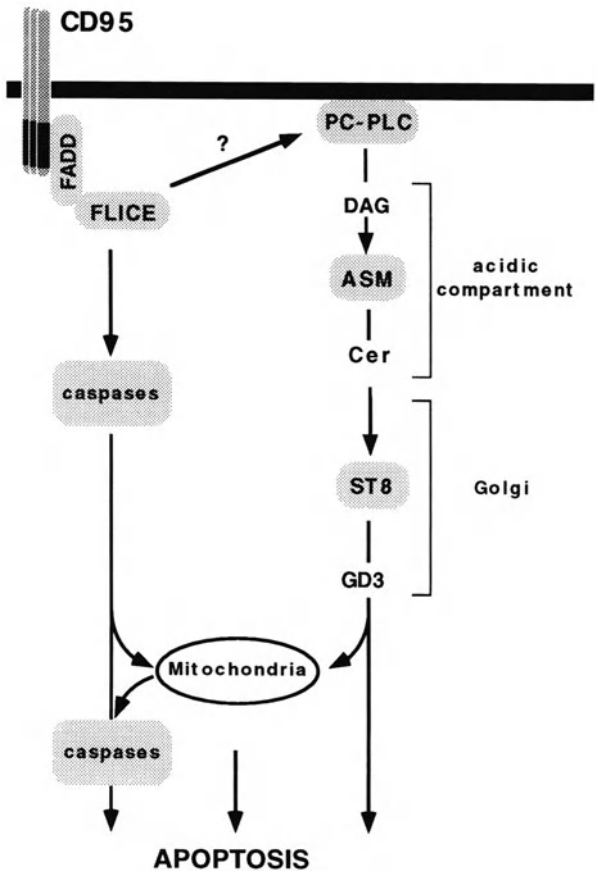 CD95
PC-PLC
?
FADD
FLICE
DAG
ASM
acidic
compartment
Cer
caspases
ST8
Golgi
GD3
Mitochondria
caspases
APOPTOSIS